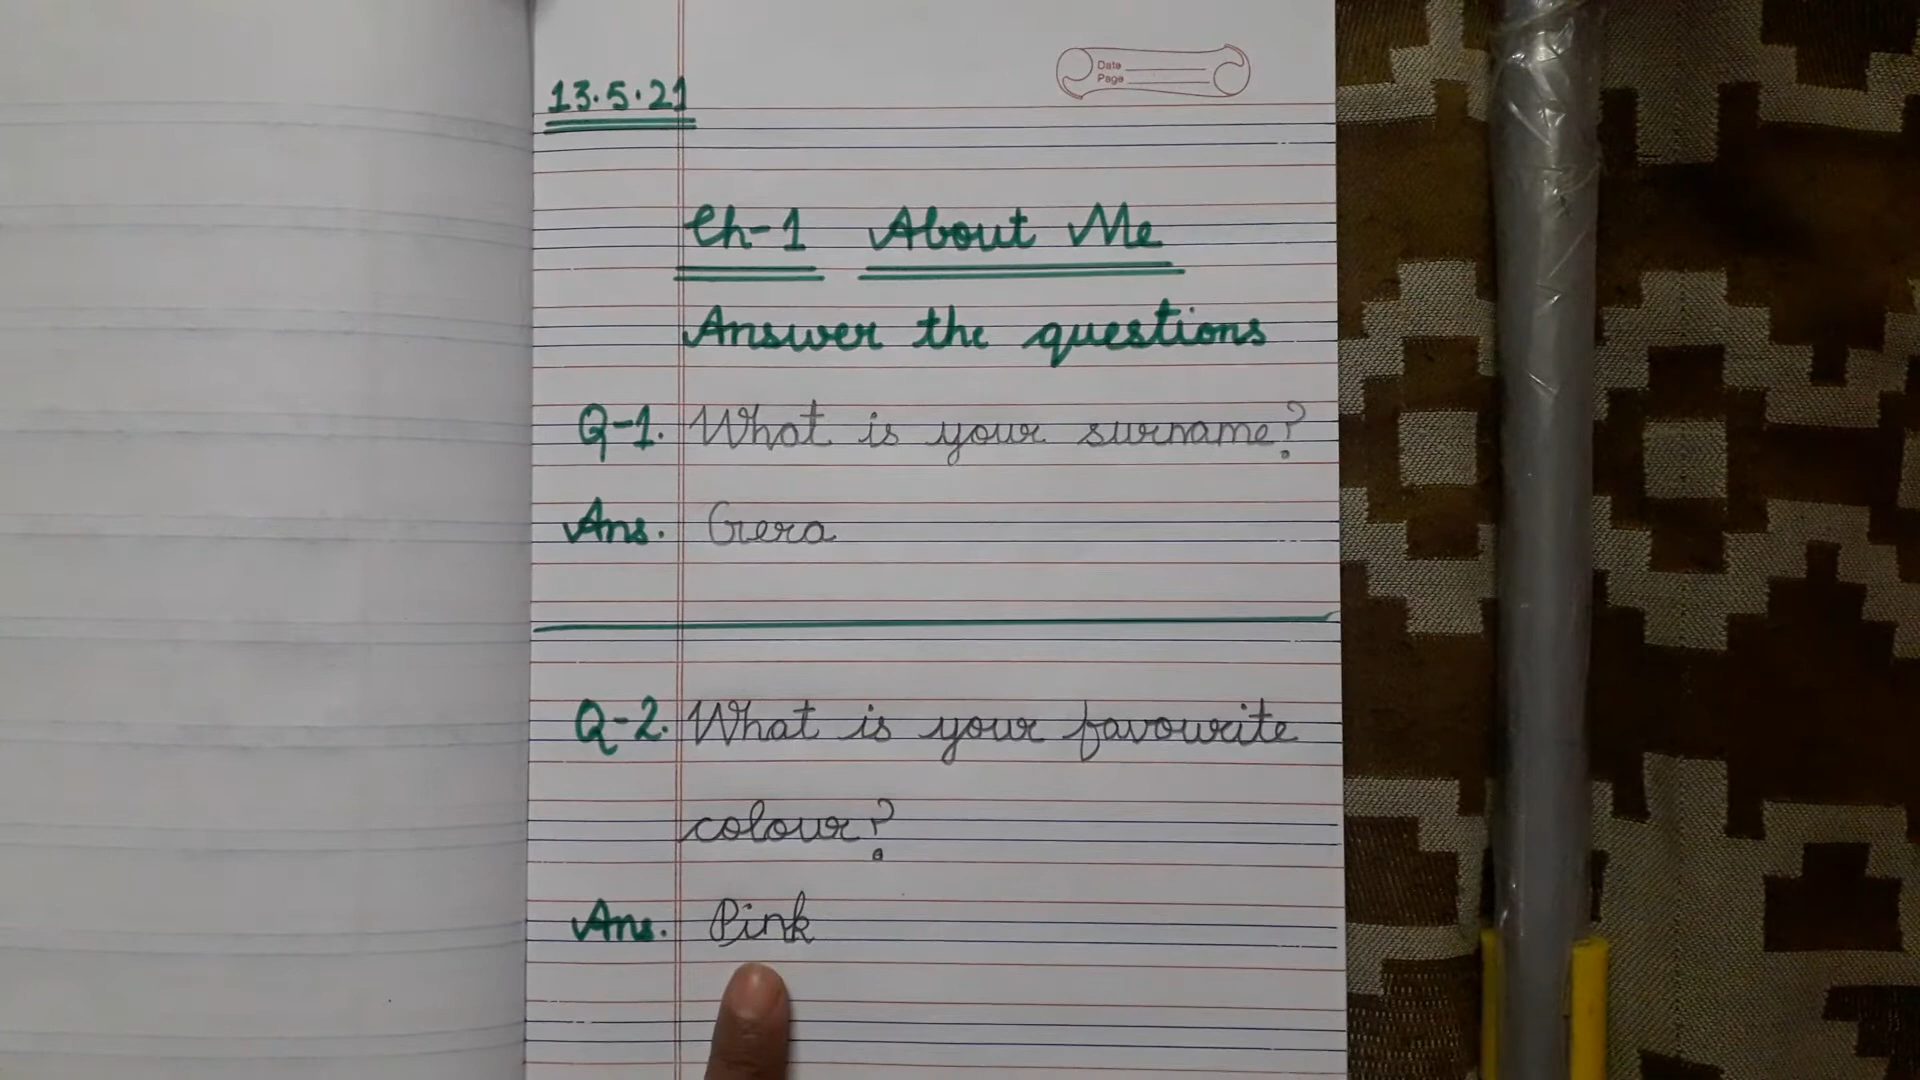 Date
Page
13.5.21
Ch-1 About Me
Answer the questions
Q-1. What is your surname?
Ans. Gera
Q-2. What is your favourite
colour?
Ans. Pink